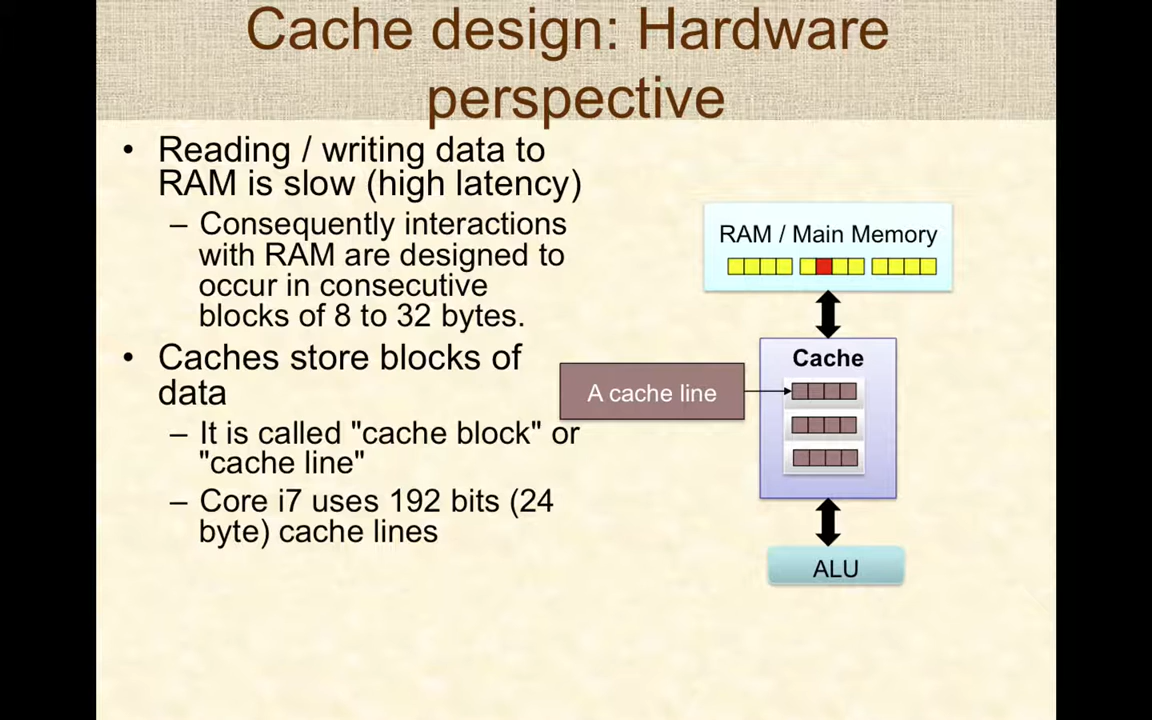 Cache design: Hardware
perspective
• Reading / writing data to
RAM is slow (high latency)
– Consequently interactions
with RAM are designed to
occur in consecutive
blocks of 8 to 32 bytes.
• Caches store blocks of
data
– It is called "cache block" or
"cache line"
– Core i7 uses 192 bits (24
byte) cache lines
RAM / Main Memory
Cache
A cache line
ALU